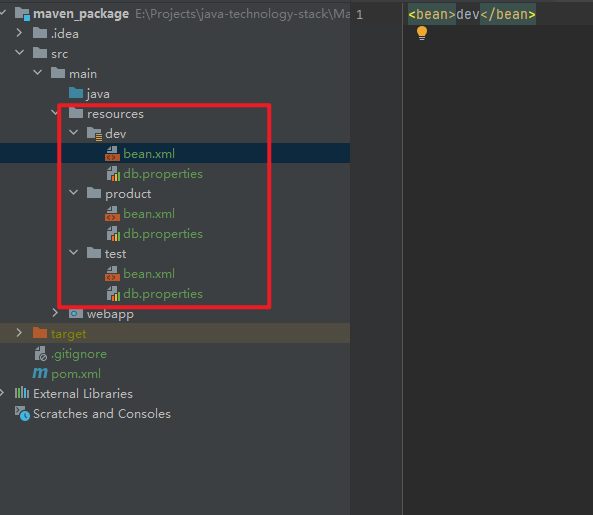 maven_package E:\Projects\java-technology-stack\Ma
.idea
src
main
java
resources
dev
bean.xml
db.properties
product
bean.xml
db.properties
test
bean.xml
db.properties
webapp
target
.gitignore
pom.xml
External Libraries
Scratches and Consoles
1
<bean>dev</bean>